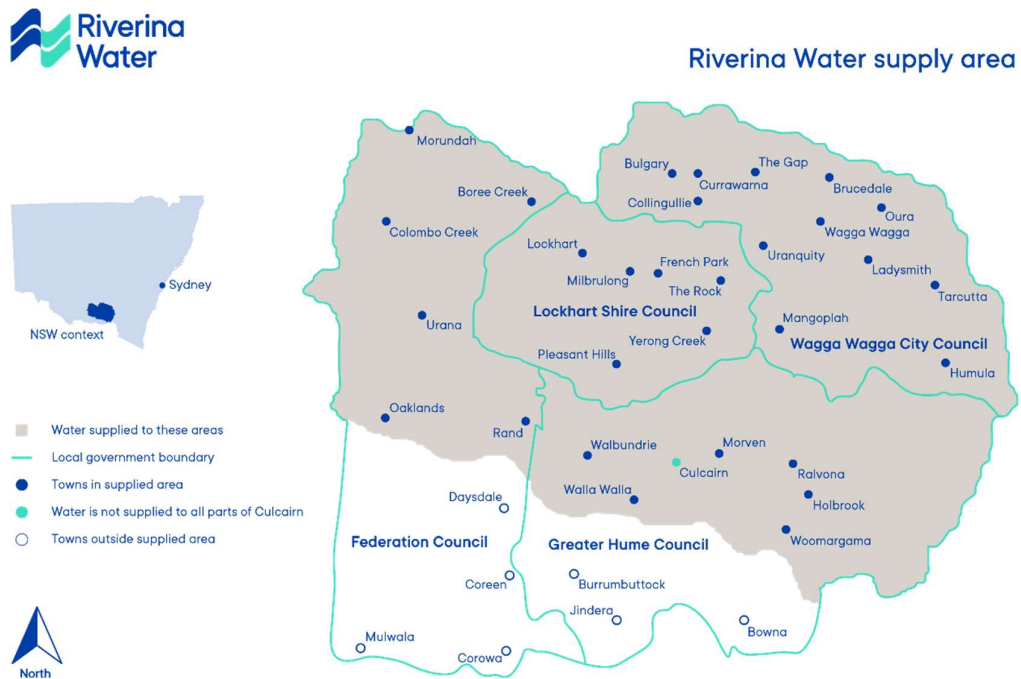 Riverina
Water
Riverina Water supply area
Morundah
Boree Creek
Colombo Creek
Urana
Oaklands
Rand
Bulgary
Currawarna
The Gap
Collingullie
Brucedale
Oura
Wagga Wagga
Uranquity
Ladysmith
Tarcutta
Mangoplah
Wagga Wagga City Council
Humula
Lockhart
Milbrulong
French Park
The Rock
Lockhart Shire Council
Yerong Creek
Pleasant Hills
Sydney
NSW context
Water supplied to these areas
Local government boundary
Towns in supplied area
Water is not supplied to all parts of Culcairn
Towns outside supplied area
Walbundrie
Morven
Culcairn
Ralvona
Walla Walla
Holbrook
Woomargama
Daysdale
Federation Council
Greater Hume Council
Coreen
Burrumbuttock
Jindera
Bowna
Mulwala
Corowa
North